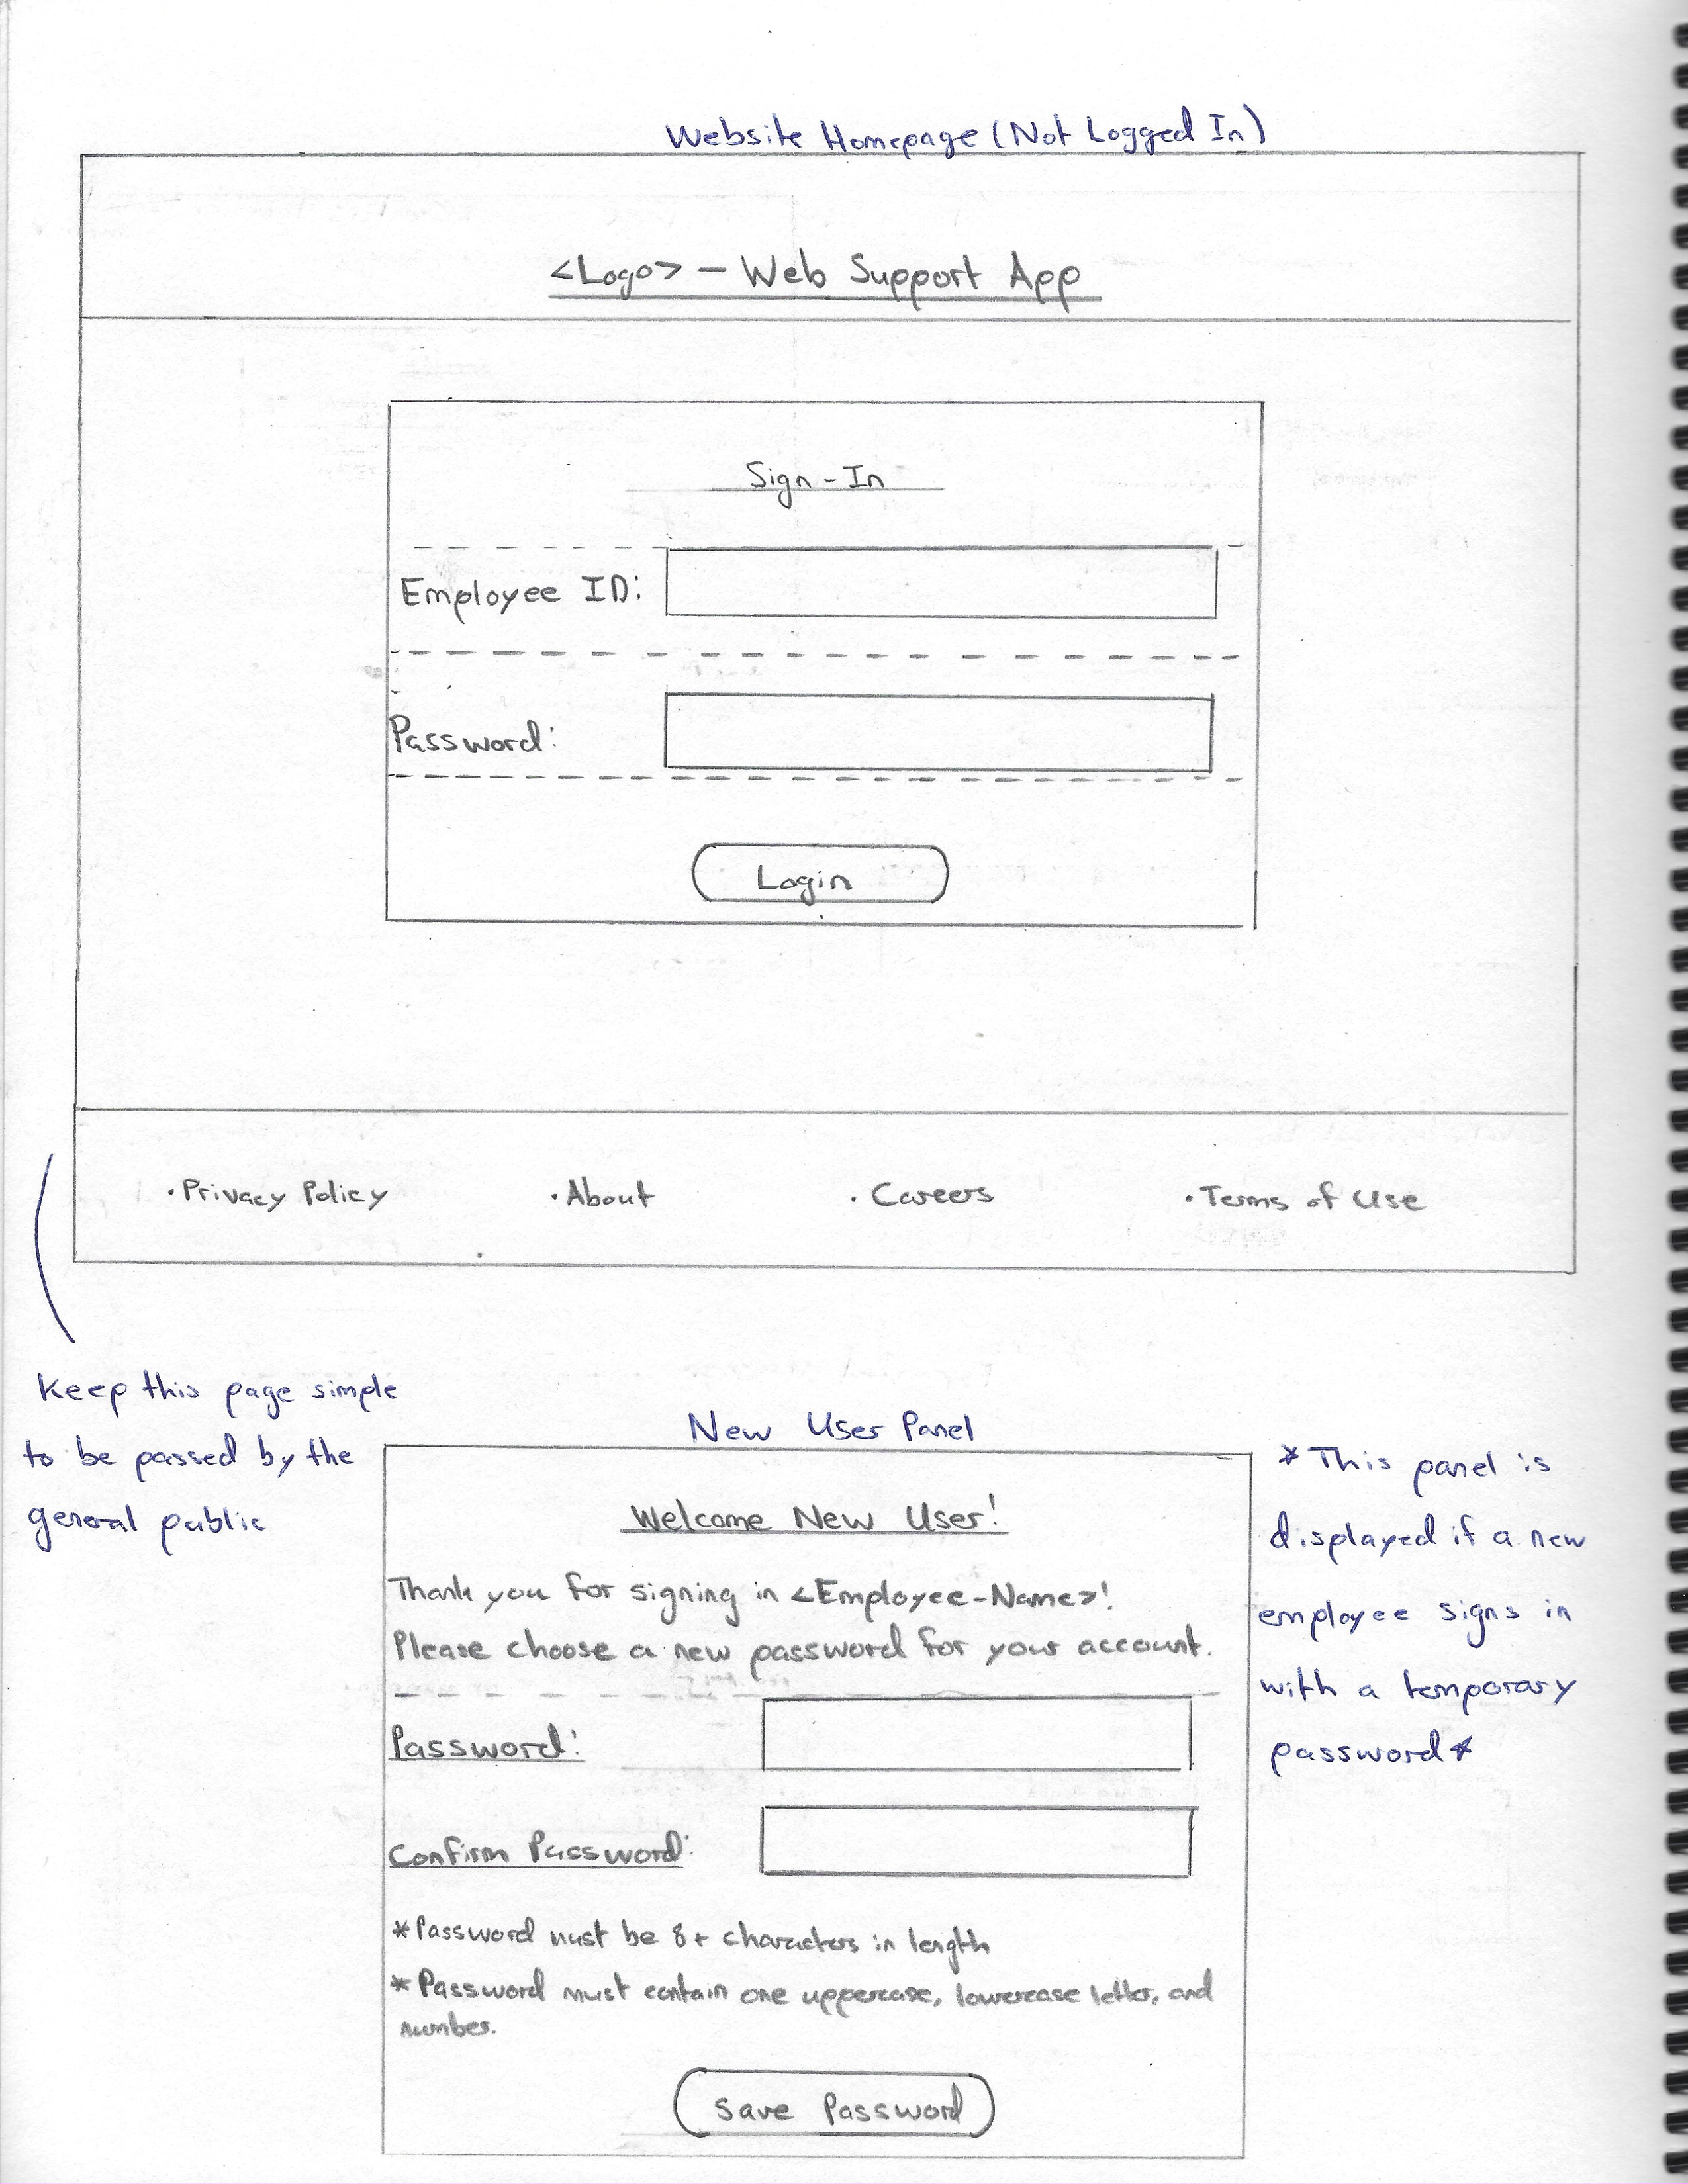 Website Homepage (Not Logged In)
<Logo> - Web Support App
Sign-In
Employee ID:
Password:
Login
• Privacy Policy • About • Careers • Terms of Use
Keep this page simple
to be passed by the
general public
New User Panel
Welcome New User!
Thank you for signing in <Employee-Name>!
Please choose a new password for your account.
Password:
Confirm Password:
*Password must be 8+ characters in length
*Password must contain one uppercase, lowercase letter, and
number.
Save Password
* This panel is
displayed if a new
employee signs in
with a temporary
password *